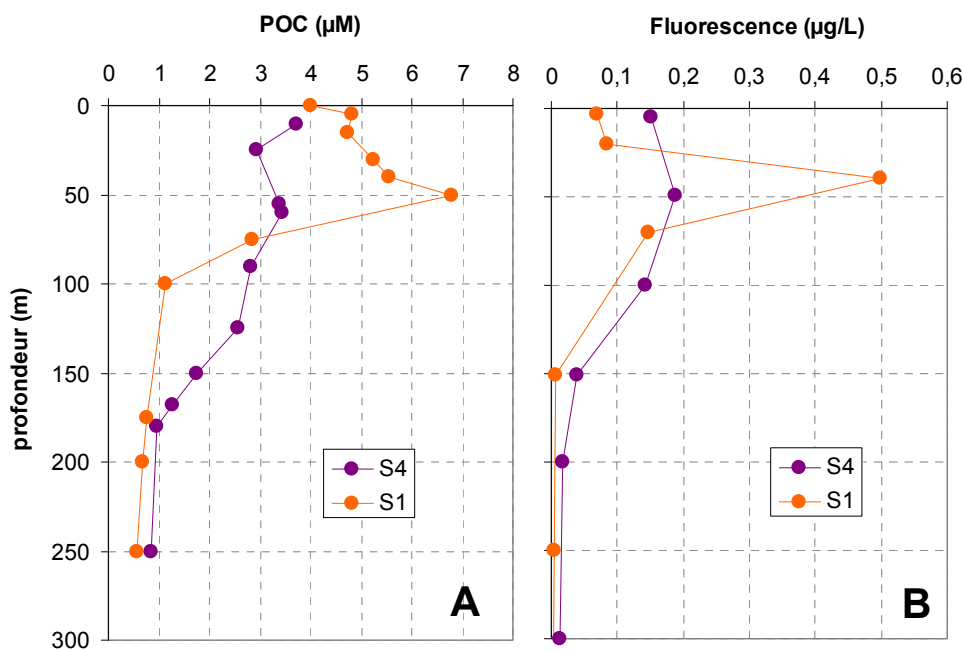 POC (µM)
0 1 2 3 4 5 6 7 8
0
50
100
150
200
250
300
profondeur (m)
S4
S1
A
Fluorescence (µg/L)
0 0,1 0,2 0,3 0,4 0,5 0,6
S4
S1
B